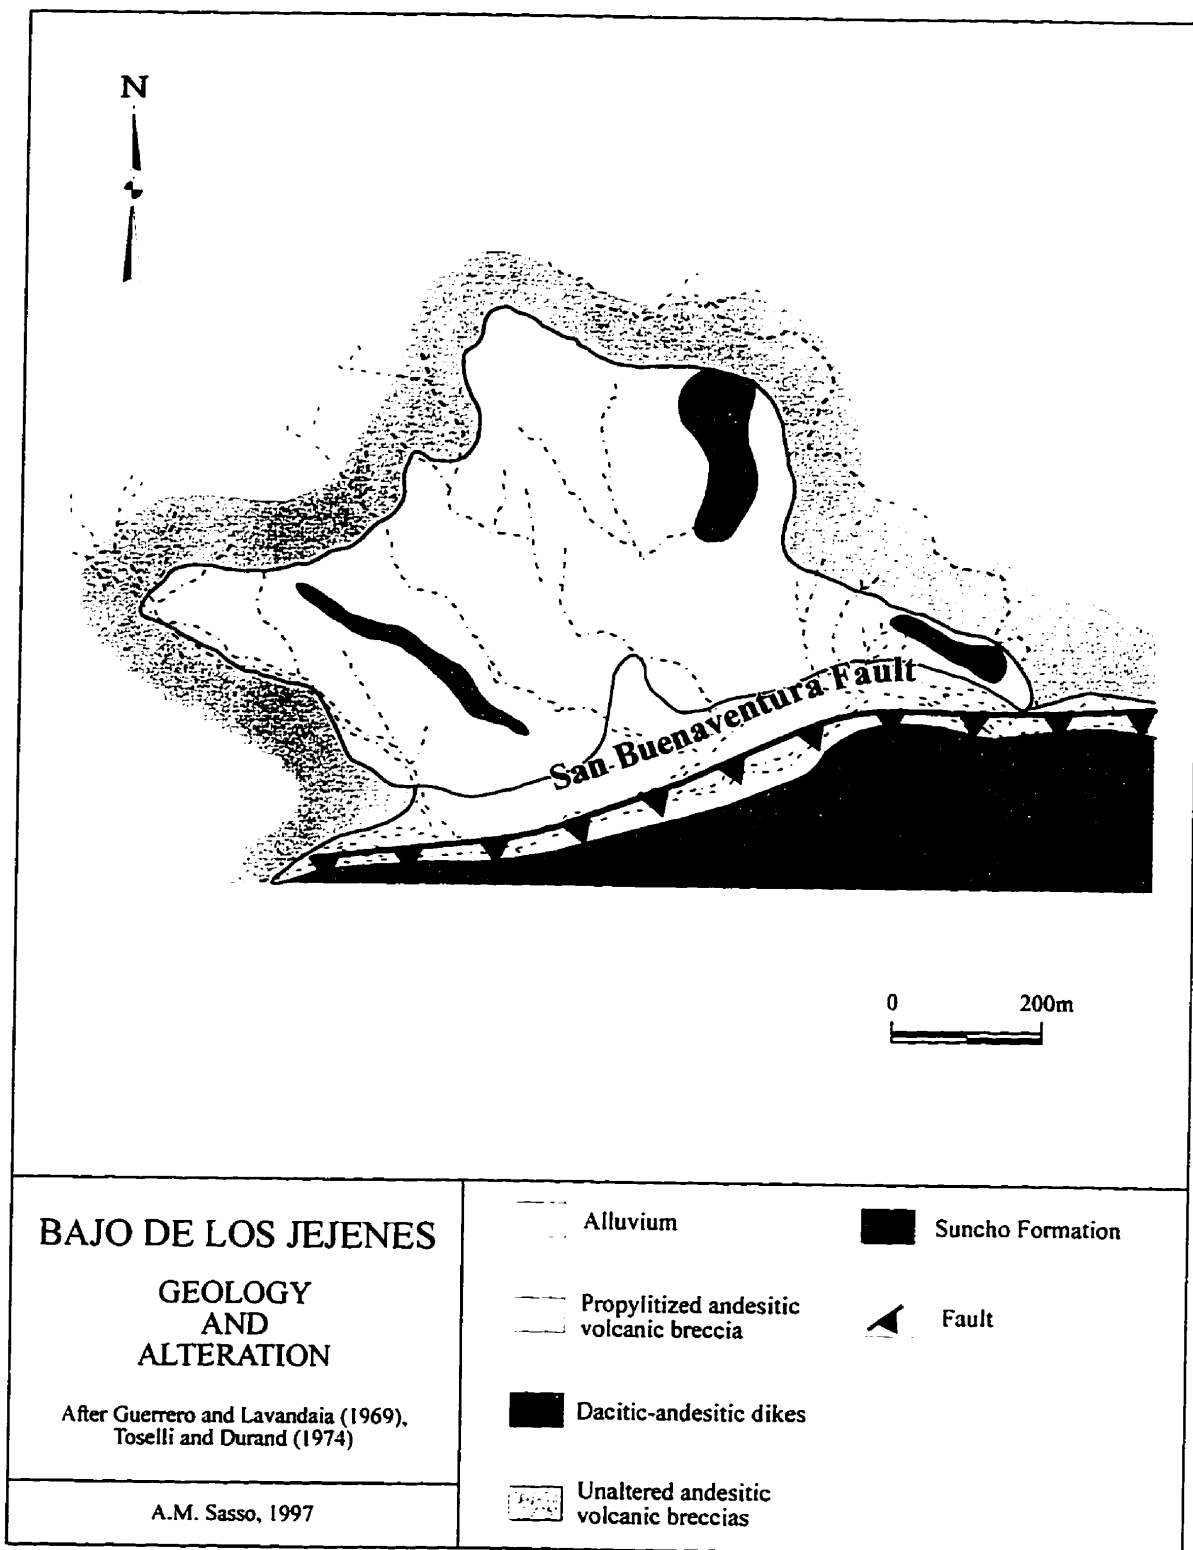 N
San Buenaventura Fault
0 200m
BAJO DE LOS JEJENES
GEOLOGY
AND
ALTERATION
After Guerrero and Lavandaia (1969),
Toselli and Durand (1974)
A.M. Sasso, 1997
Alluvium
Propylitized andesitic
volcanic breccia
Dacitic-andesitic dikes
Unaltered andesitic
volcanic breccias
Suncho Formation
Fault